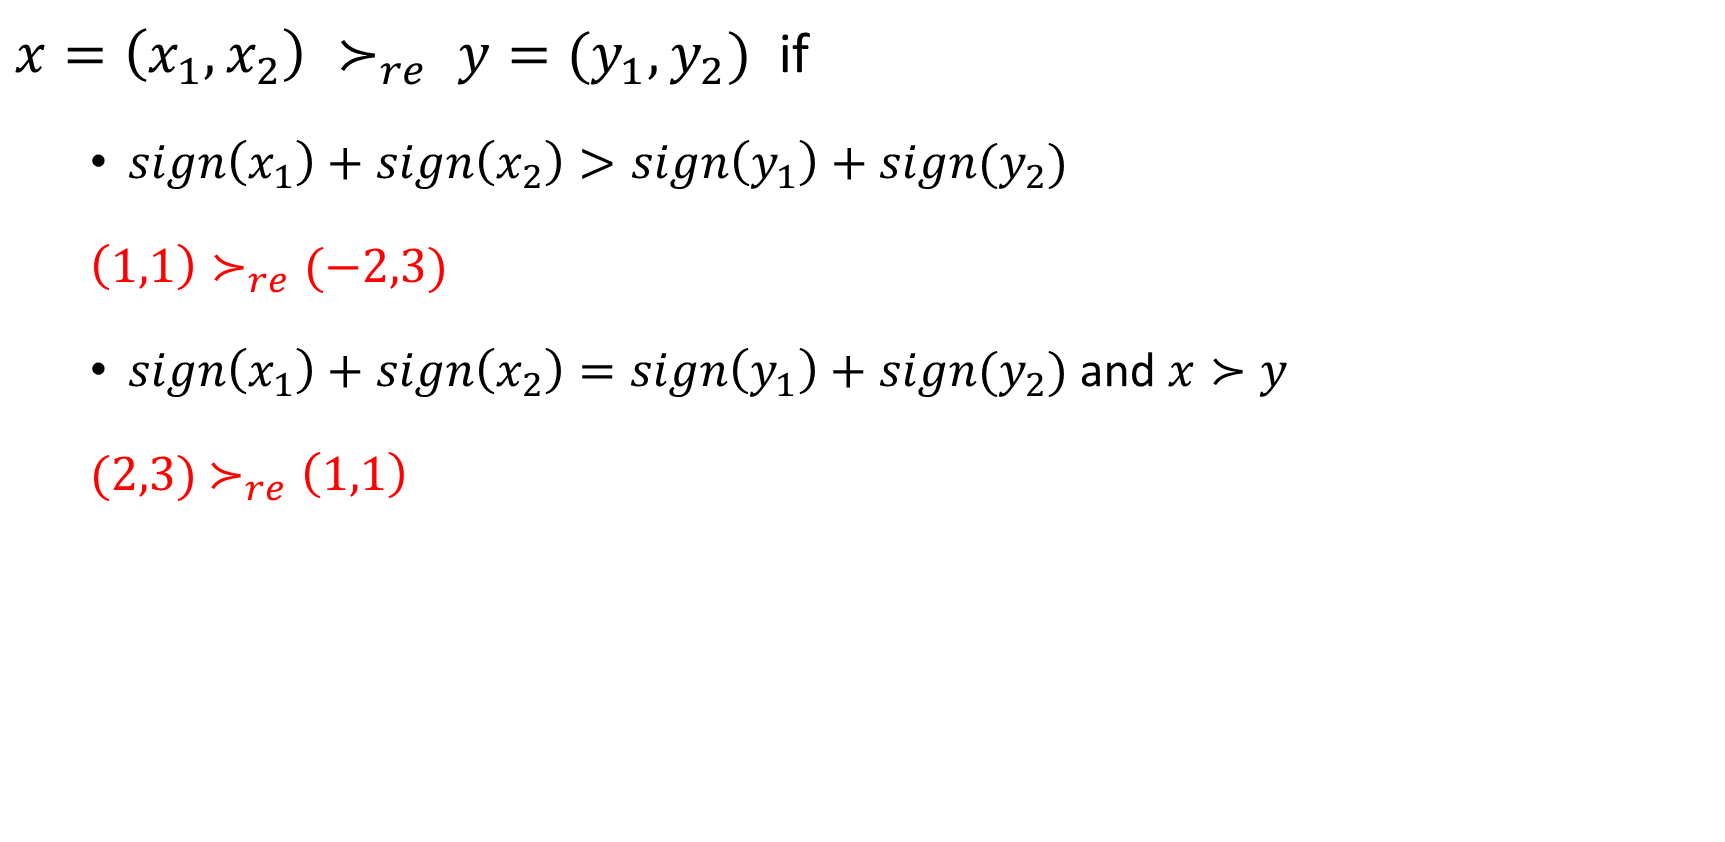 x = (x₁, x₂) ≻ᵣₑ y = (y₁, y₂) if
• sign(x₁) + sign(x₂) > sign(y₁) + sign(y₂)
(1,1) ≻ᵣₑ (−2,3)
• sign(x₁) + sign(x₂) = sign(y₁) + sign(y₂) and x ≻ y
(2,3) ≻ᵣₑ (1,1)